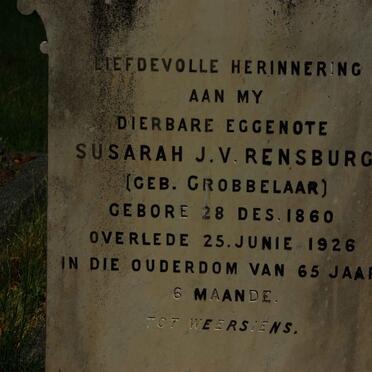 LIEFDEVOLLE HERINNERING
AAN MY
DIERBARE EGGENOTE
SUSARAH J.V. RENSBURG
(GEB. GROBBELAAR)
GEBORE 28 DES. 1860
OVERLEDE 25. JUNIE 1926
IN DIE OUDERDOM VAN 65 JAAR
6 MAANDE.
TOT WEERSIENS.